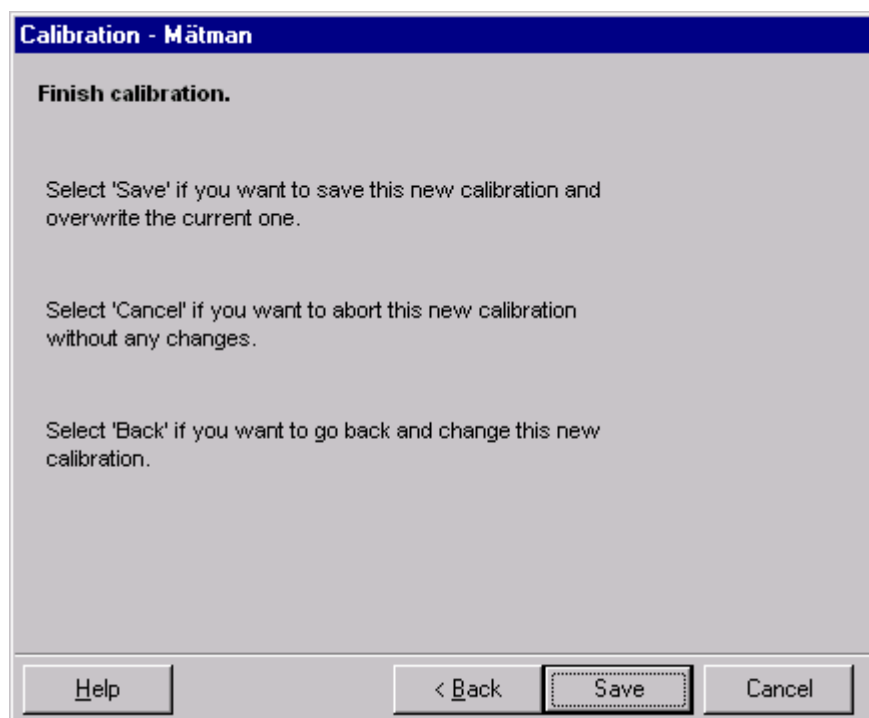 Calibration - Mätman
Finish calibration.
Select 'Save' if you want to save this new calibration and
overwrite the current one.
Select 'Cancel' if you want to abort this new calibration
without any changes.
Select 'Back' if you want to go back and change this new
calibration.
Help < Back Save Cancel